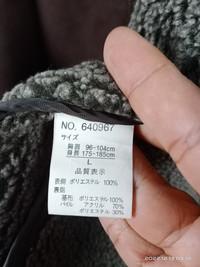 NO. 640967
サイズ
胸囲 96-104cm
身長 175-185cm
L
品質表示
表側 ポリエステル 100%
裏側
基布 ポリエステル 100%
パイル アクリル 70%
ポリエステル 30%